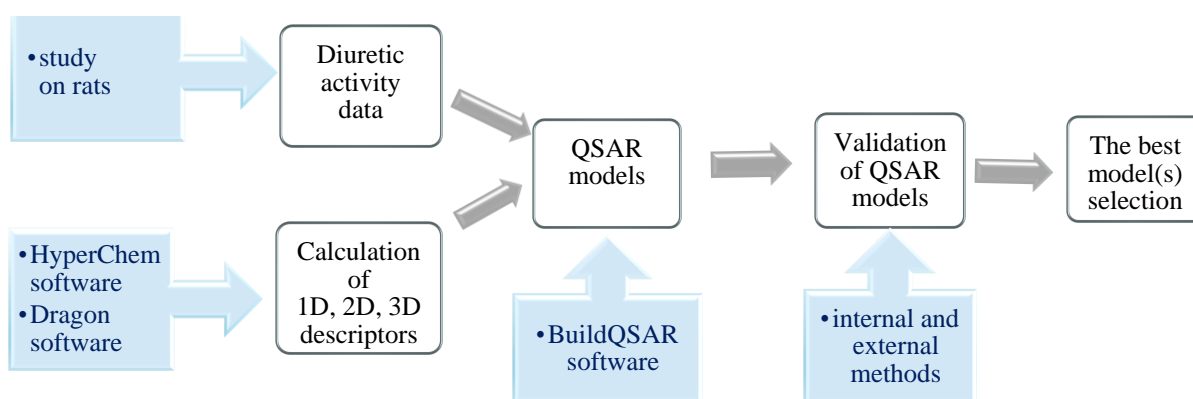 •study
on rats
Diuretic
activity
data
•HyperChem
software
•Dragon
software
Calculation
of
1D, 2D, 3D
descriptors
QSAR
models
•BuildQSAR
software
Validation
of QSAR
models
•internal and
external
methods
The best
model(s)
selection